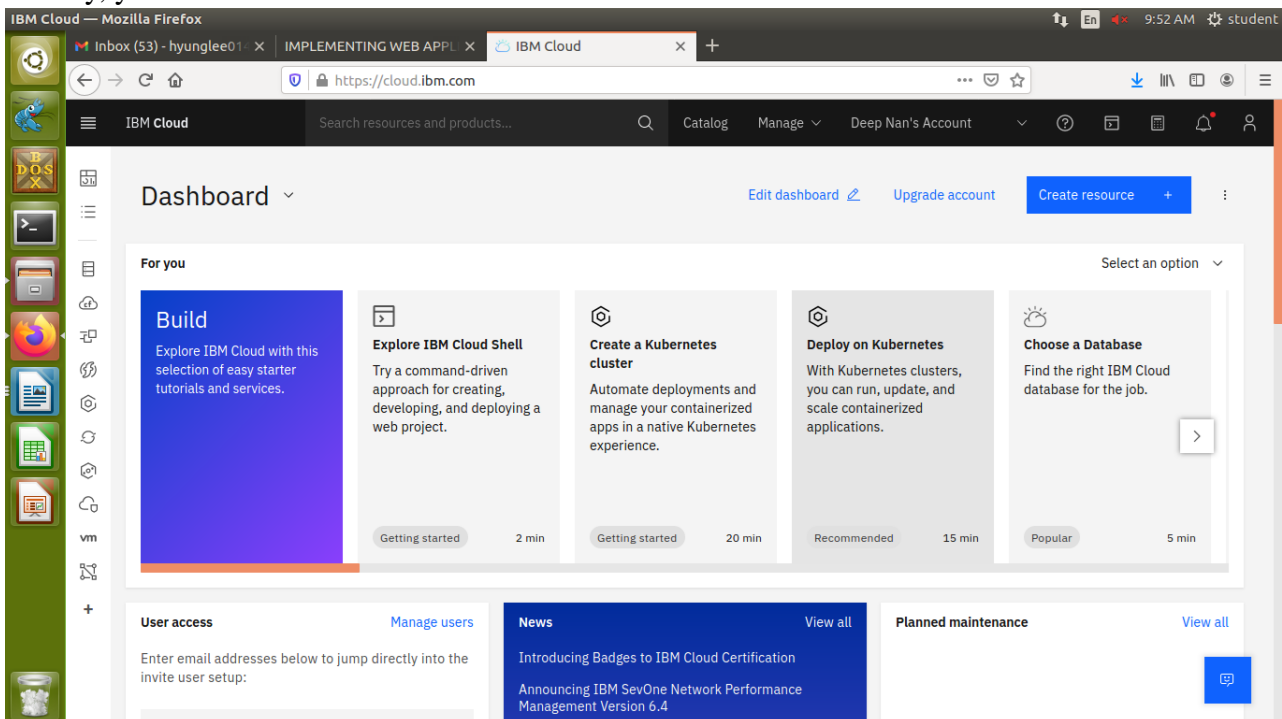 IBM Cloud — Mozilla Firefox
En
9:52 AM
student
Inbox (53) - hyunglee014
IMPLEMENTING WEB APPL
IBM Cloud
https://cloud.ibm.com
IBM Cloud
Search resources and products...
Catalog
Manage
Deep Nan's Account
Dashboard
Edit dashboard
Upgrade account
Create resource +
For you
Select an option
Build
Explore IBM Cloud with this
selection of easy starter
tutorials and services.
Explore IBM Cloud Shell
Try a command-driven
approach for creating,
developing, and deploying a
web project.
Getting started
2 min
Create a Kubernetes
cluster
Automate deployments and
manage your containerized
apps in a native Kubernetes
experience.
Getting started
20 min
Deploy on Kubernetes
With Kubernetes clusters,
you can run, update, and
scale containerized
applications.
Recommended
15 min
Choose a Database
Find the right IBM Cloud
database for the job.
Popular
5 min
vm
User access
Manage users
Enter email addresses below to jump directly into the
invite user setup:
News
View all
Introducing Badges to IBM Cloud Certification
Announcing IBM SevOne Network Performance
Management Version 6.4
Planned maintenance
View all